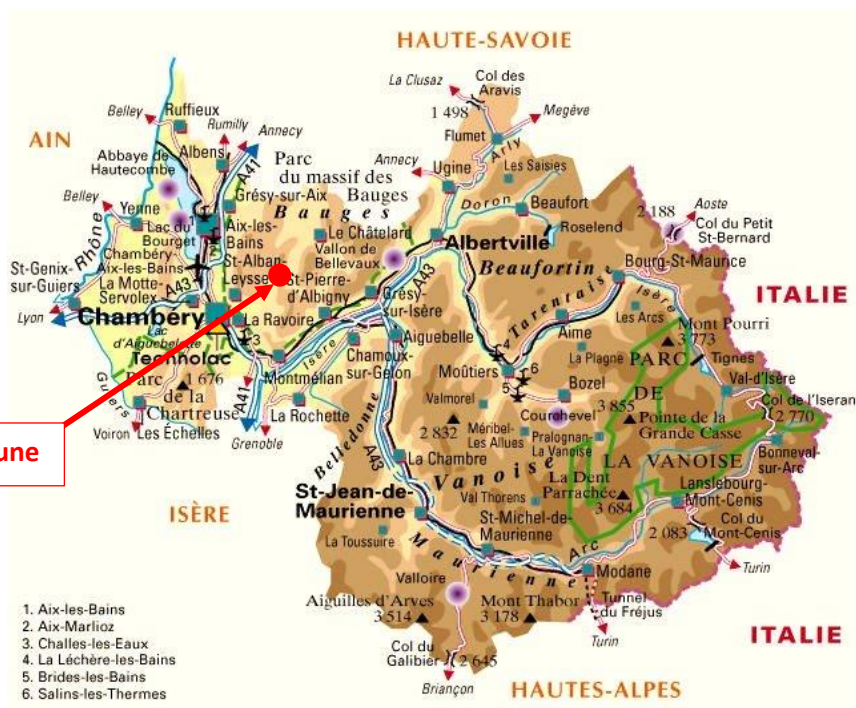 HAUTE-SAVOIE
La Clusaz
Col des
Aravis
1 498
Megève
Flumet
Arly
Annecy
Ugine
Les Saisies
Belley
Ruffieux
Rumilly
Annecy
AIN
Albens
A41
Abbaye de
Hautecombe
Parc
du massif des
Bauges
Belley
Grésy-sur-Aix
Yenne
Bauges
Doron
Beaufort
2 188
Aoste
Col du Petit
St-Bernard
Rhône
Lac du
Bourget
1
2
Aix-les-
Bains
Le Châtelard
Vallon de
Bellevaux
Albertville
Roselend
Chambéry
Aix-les-Bains
St-Alban-
Leysse
Beaufortin
Bourg-St-Maurice
St-Genix
sur-Guiers
La Motte-
Servolex
A43
St-Pierre-
d'Albigny
Grésy-
sur-Isère
A43
Tarentaise
Isère
ITALIE
Lyon
Chambéry
La Ravoire
Isère
Aiguebelle
4
Aime
Les Arcs
Mont Pourri
3 773
Lac
d'Aiguebelette
Technolac
3
Chamoux-
sur-Gelon
La Plagne
PARC
Tignes
Guiers
Parc
de la
Chartreuse
1 676
Montmélian
Moûtiers
5
6
Bozel
DE
Val-d'Isère
A41
La Rochette
Valmorel
Courchevel
3 855
Pointe de la
Grande Casse
Col de l'Iseran
2 770
Voiron
Les Échelles
Grenoble
2 832
Méribel-
Les Allues
Pralognan-
La Vanoise
une
Belledonne
A43
La Chambre
Vanoise
LA VANOISE
Bonneval-
sur-Arc
La Dent
Parrachée
3 684
Lanslebourg-
Mont-Cenis
ISÈRE
St-Jean-de-
Maurienne
Val Thorens
St-Michel-de-
Maurienne
2 083
Col du
Mont-Cenis
La Toussuire
Arc
Maurienne
Modane
Turin
Valloire
Aiguilles d'Arves
3 514
Mont Thabor
3 178
Tunnel
du Fréjus
Turin
ITALIE
Col du
Galibier
2 645
Briançon
HAUTES-ALPES
1. Aix-les-Bains
2. Aix-Marlioz
3. Challes-les-Eaux
4. La Léchère-les-Bains
5. Brides-les-Bains
6. Salins-les-Thermes